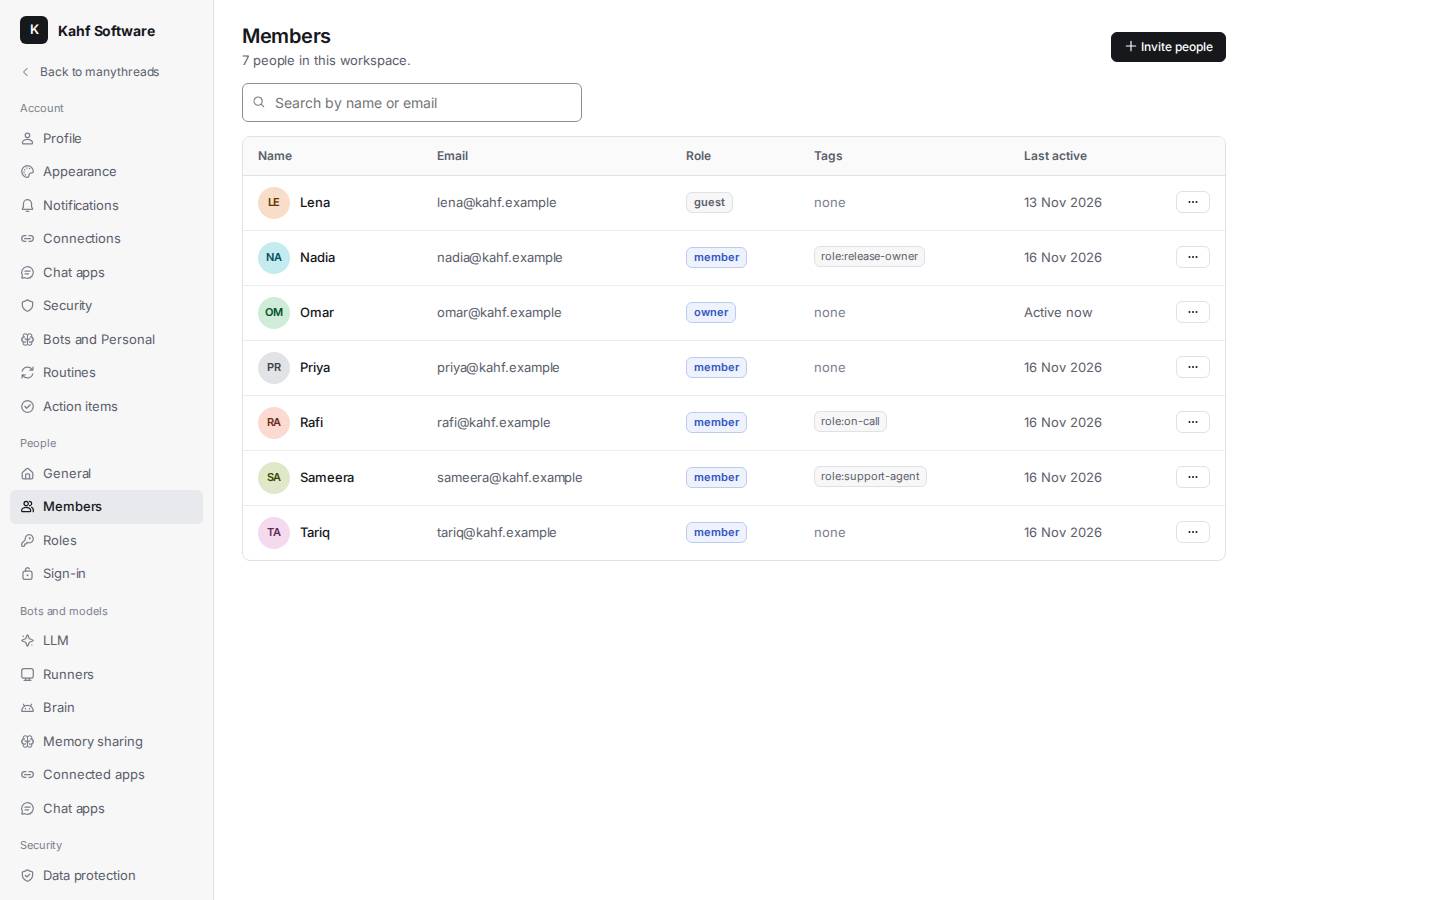 K Kahf Software
Back to manythreads
Account
Profile
Appearance
Notifications
Connections
Chat apps
Security
Bots and Personal
Routines
Action items
People
General
Members
Roles
Sign-in
Bots and models
LLM
Runners
Brain
Memory sharing
Connected apps
Chat apps
Security
Data protection
Members
7 people in this workspace.
Invite people
Search by name or email
Name Email Role Tags Last active
LE Lena lena@kahf.example guest none 13 Nov 2026
NA Nadia nadia@kahf.example member role:release-owner 16 Nov 2026
OM Omar omar@kahf.example owner none Active now
PR Priya priya@kahf.example member none 16 Nov 2026
RA Rafi rafi@kahf.example member role:on-call 16 Nov 2026
SA Sameera sameera@kahf.example member role:support-agent 16 Nov 2026
TA Tariq tariq@kahf.example member none 16 Nov 2026